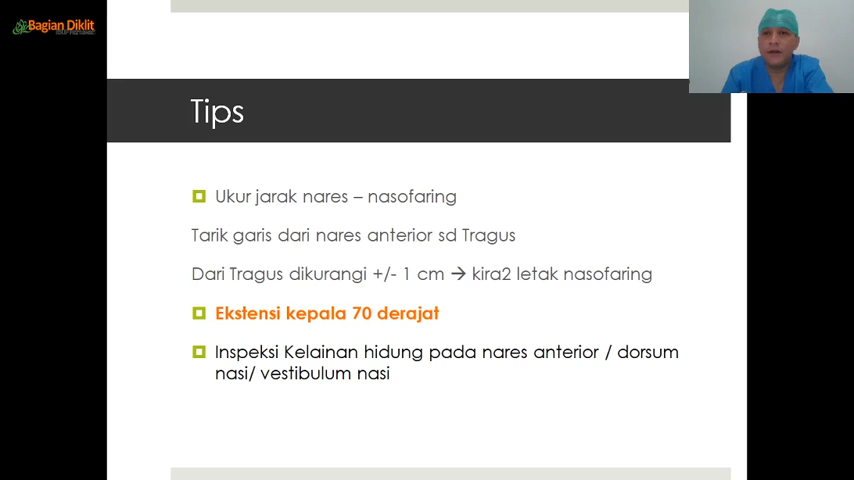 Bagian Diklit
Tips
Ukur jarak nares – nasofaring
Tarik garis dari nares anterior sd Tragus
Dari Tragus dikurangi +/- 1 cm → kira2 letak nasofaring
Ekstensi kepala 70 derajat
Inspeksi Kelainan hidung pada nares anterior / dorsum
nasi/ vestibulum nasi